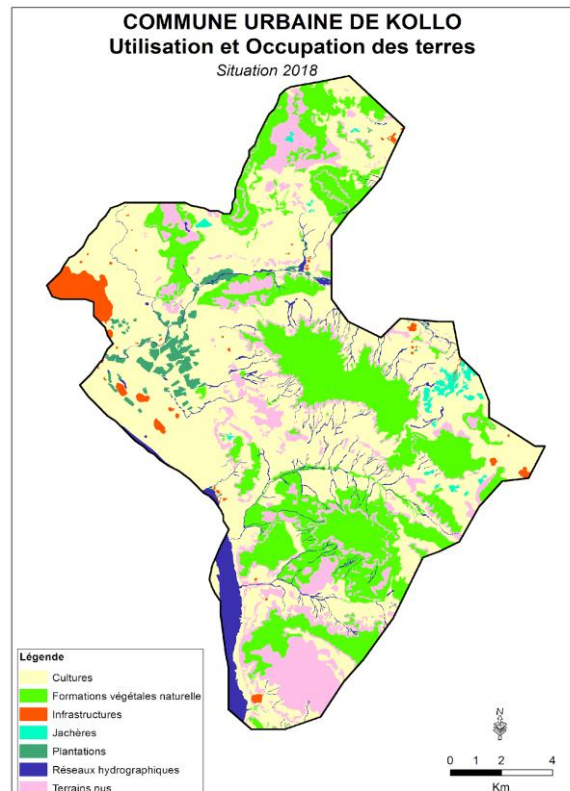 COMMUNE URBAINE DE KOLLO
Utilisation et Occupation des terres
Situation 2018
Légende
Cultures
Formations végétales naturelle
Infrastructures
Jachères
Plantations
Réseaux hydrographiques
Terrains nus
N
0 2 4
Km